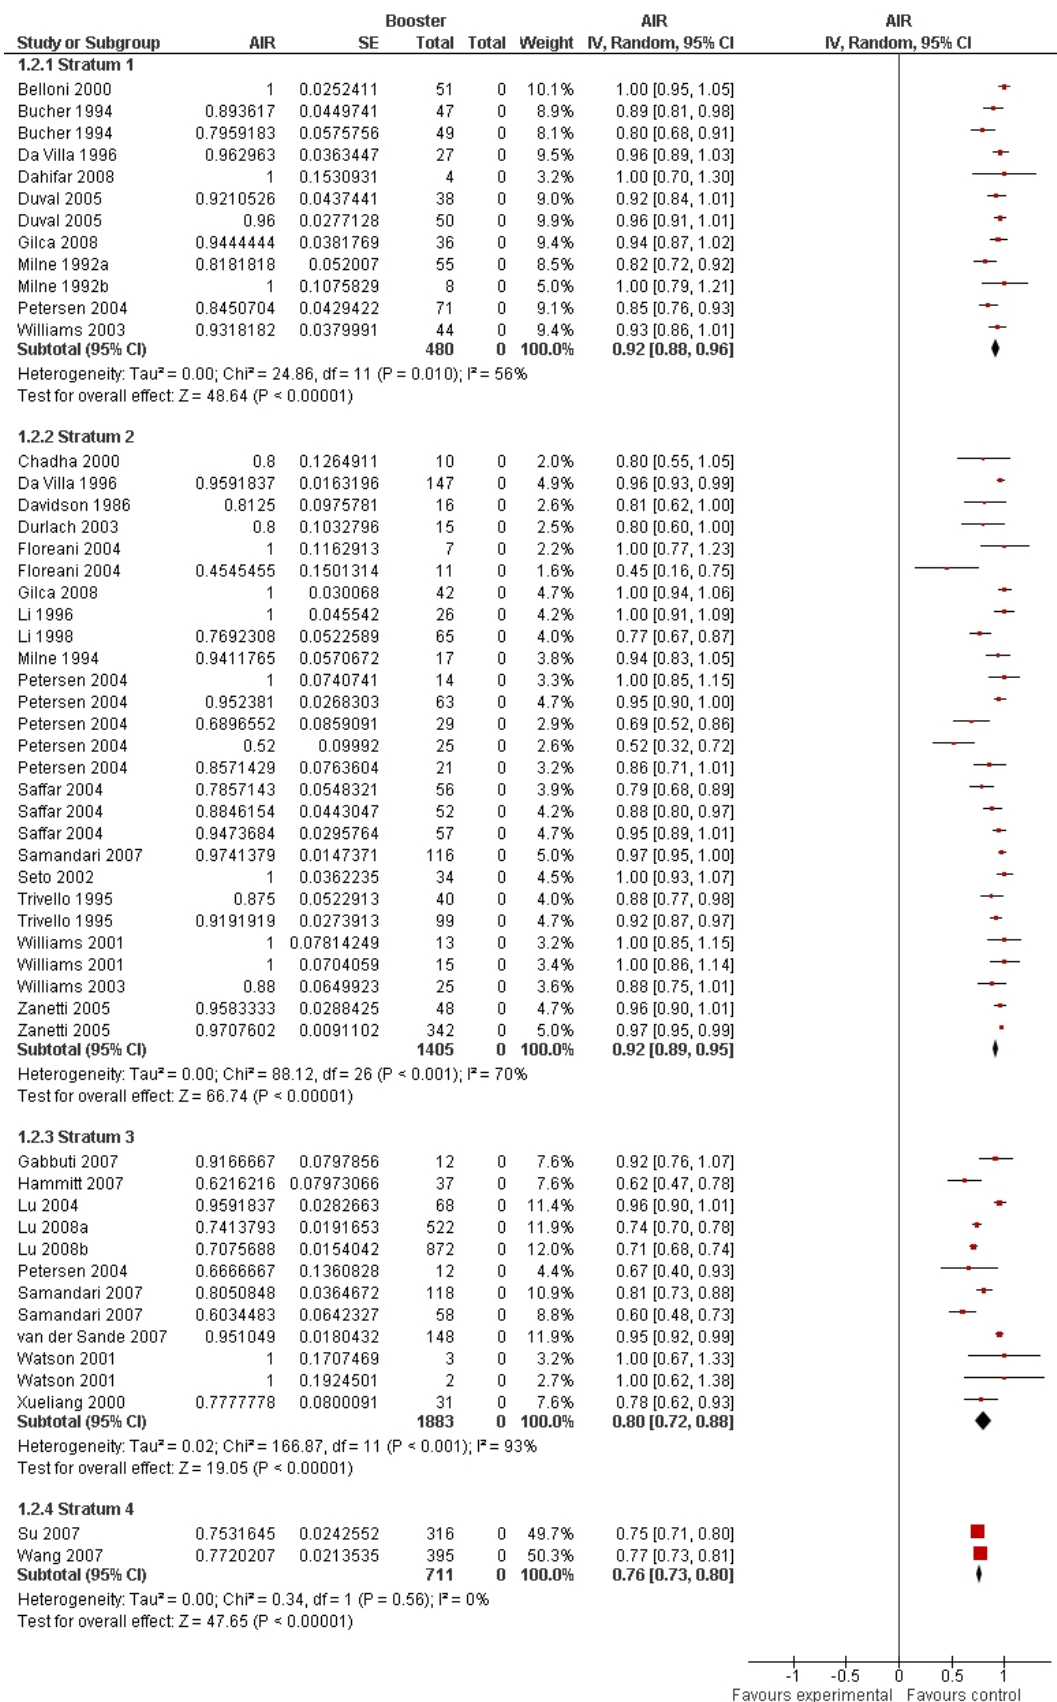 Booster AIR AIR
Study or Subgroup AIR SE Total Total Weight IV, Random, 95% CI IV, Random, 95% CI
1.2.1 Stratum 1
Belloni 2000 1 0.0252411 51 0 10.1% 1.00 [0.95, 1.05]
Bucher 1994 0.893617 0.0449741 47 0 8.9% 0.89 [0.81, 0.98]
Bucher 1994 0.7959183 0.0575756 49 0 8.1% 0.80 [0.68, 0.91]
Da Villa 1996 0.962963 0.0363447 27 0 9.5% 0.96 [0.89, 1.03]
Dahifar 2008 1 0.1530931 4 0 3.2% 1.00 [0.70, 1.30]
Duval 2005 0.9210526 0.0437441 38 0 9.0% 0.92 [0.84, 1.01]
Duval 2005 0.96 0.0277128 50 0 9.9% 0.96 [0.91, 1.01]
Gilca 2008 0.9444444 0.0381769 36 0 9.4% 0.94 [0.87, 1.02]
Milne 1992a 0.8181818 0.052007 55 0 8.5% 0.82 [0.72, 0.92]
Milne 1992b 1 0.1075829 8 0 5.0% 1.00 [0.79, 1.21]
Petersen 2004 0.8450704 0.0429422 71 0 9.1% 0.85 [0.76, 0.93]
Williams 2003 0.9318182 0.0379991 44 0 9.4% 0.93 [0.86, 1.01]
Subtotal (95% CI) 480 0 100.0% 0.92 [0.88, 0.96]
Heterogeneity: Tau² = 0.00; Chi² = 24.86, df = 11 (P = 0.010); I² = 56%
Test for overall effect: Z = 48.64 (P < 0.00001)
1.2.2 Stratum 2
Chadha 2000 0.8 0.1264911 10 0 2.0% 0.80 [0.55, 1.05]
Da Villa 1996 0.9591837 0.0163196 147 0 4.9% 0.96 [0.93, 0.99]
Davidson 1986 0.8125 0.0975781 16 0 2.6% 0.81 [0.62, 1.00]
Durlach 2003 0.8 0.1032796 15 0 2.5% 0.80 [0.60, 1.00]
Floreani 2004 1 0.1162913 7 0 2.2% 1.00 [0.77, 1.23]
Floreani 2004 0.4545455 0.1501314 11 0 1.6% 0.45 [0.16, 0.75]
Gilca 2008 1 0.030068 42 0 4.7% 1.00 [0.94, 1.06]
Li 1996 1 0.045542 26 0 4.2% 1.00 [0.91, 1.09]
Li 1998 0.7692308 0.0522589 65 0 4.0% 0.77 [0.67, 0.87]
Milne 1994 0.9411765 0.0570672 17 0 3.8% 0.94 [0.83, 1.05]
Petersen 2004 1 0.0740741 14 0 3.3% 1.00 [0.85, 1.15]
Petersen 2004 0.952381 0.0268303 63 0 4.7% 0.95 [0.90, 1.00]
Petersen 2004 0.6896552 0.0859091 29 0 2.9% 0.69 [0.52, 0.86]
Petersen 2004 0.52 0.09992 25 0 2.6% 0.52 [0.32, 0.72]
Petersen 2004 0.8571429 0.0763604 21 0 3.2% 0.86 [0.71, 1.01]
Saffar 2004 0.7857143 0.0548321 56 0 3.9% 0.79 [0.68, 0.89]
Saffar 2004 0.8846154 0.0443047 52 0 4.2% 0.88 [0.80, 0.97]
Saffar 2004 0.9473684 0.0295764 57 0 4.7% 0.95 [0.89, 1.01]
Samandari 2007 0.9741379 0.0147371 116 0 5.0% 0.97 [0.95, 1.00]
Seto 2002 1 0.0362235 34 0 4.5% 1.00 [0.93, 1.07]
Trivello 1995 0.875 0.0522913 40 0 4.0% 0.88 [0.77, 0.98]
Trivello 1995 0.9191919 0.0273913 99 0 4.7% 0.92 [0.87, 0.97]
Williams 2001 1 0.07814249 13 0 3.2% 1.00 [0.85, 1.15]
Williams 2001 1 0.0704059 15 0 3.4% 1.00 [0.86, 1.14]
Williams 2003 0.88 0.0649923 25 0 3.6% 0.88 [0.75, 1.01]
Zanetti 2005 0.9583333 0.0288425 48 0 4.7% 0.96 [0.90, 1.01]
Zanetti 2005 0.9707602 0.0091102 342 0 5.0% 0.97 [0.95, 0.99]
Subtotal (95% CI) 1405 0 100.0% 0.92 [0.89, 0.95]
Heterogeneity: Tau² = 0.00; Chi² = 88.12, df = 26 (P < 0.001); I² = 70%
Test for overall effect: Z = 66.74 (P < 0.00001)
1.2.3 Stratum 3
Gabbuti 2007 0.9166667 0.0797856 12 0 7.6% 0.92 [0.76, 1.07]
Hammitt 2007 0.6216216 0.07973066 37 0 7.6% 0.62 [0.47, 0.78]
Lu 2004 0.9591837 0.0282663 68 0 11.4% 0.96 [0.90, 1.01]
Lu 2008a 0.7413793 0.0191653 522 0 11.9% 0.74 [0.70, 0.78]
Lu 2008b 0.7075688 0.0154042 872 0 12.0% 0.71 [0.68, 0.74]
Petersen 2004 0.6666667 0.1360828 12 0 4.4% 0.67 [0.40, 0.93]
Samandari 2007 0.8050848 0.0364672 118 0 10.9% 0.81 [0.73, 0.88]
Samandari 2007 0.6034483 0.0642327 58 0 8.8% 0.60 [0.48, 0.73]
van der Sande 2007 0.951049 0.0180432 148 0 11.9% 0.95 [0.92, 0.99]
Watson 2001 1 0.1707469 3 0 3.2% 1.00 [0.67, 1.33]
Watson 2001 1 0.1924501 2 0 2.7% 1.00 [0.62, 1.38]
Xueliang 2000 0.7777778 0.0800091 31 0 7.6% 0.78 [0.62, 0.93]
Subtotal (95% CI) 1883 0 100.0% 0.80 [0.72, 0.88]
Heterogeneity: Tau² = 0.02; Chi² = 166.87, df = 11 (P < 0.001); I² = 93%
Test for overall effect: Z = 19.05 (P < 0.00001)
1.2.4 Stratum 4
Su 2007 0.7531645 0.0242552 316 0 49.7% 0.75 [0.71, 0.80]
Wang 2007 0.7720207 0.0213535 395 0 50.3% 0.77 [0.73, 0.81]
Subtotal (95% CI) 711 0 100.0% 0.76 [0.73, 0.80]
Heterogeneity: Tau² = 0.00; Chi² = 0.34, df = 1 (P = 0.56); I² = 0%
Test for overall effect: Z = 47.65 (P < 0.00001)
-1 -0.5 0 0.5 1
Favours experimental Favours control